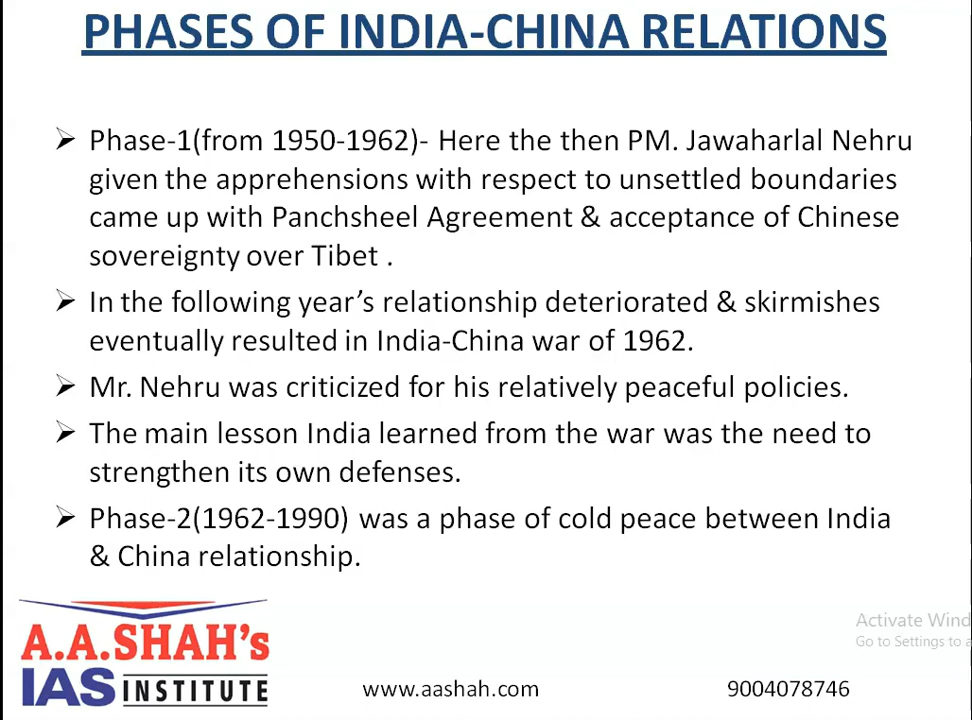 PHASES OF INDIA-CHINA RELATIONS
➢ Phase-1(from 1950-1962)- Here the then PM. Jawaharlal Nehru
given the apprehensions with respect to unsettled boundaries
came up with Panchsheel Agreement & acceptance of Chinese
sovereignty over Tibet .
➢ In the following year’s relationship deteriorated & skirmishes
eventually resulted in India-China war of 1962.
➢ Mr. Nehru was criticized for his relatively peaceful policies.
➢ The main lesson India learned from the war was the need to
strengthen its own defenses.
➢ Phase-2(1962-1990) was a phase of cold peace between India
& China relationship.
A.A.SHAH’s
IAS INSTITUTE
www.aashah.com
9004078746
Activate Wind
Go to Settings to a